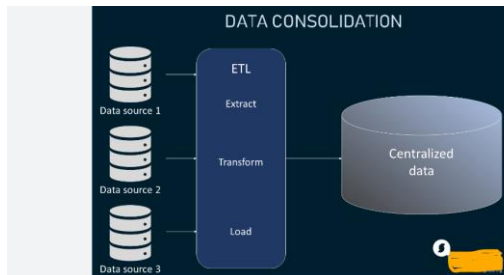 DATA CONSOLIDATION
ETL
Extract
Transform
Load
Data source 1
Data source 2
Data source 3
Centralized
data